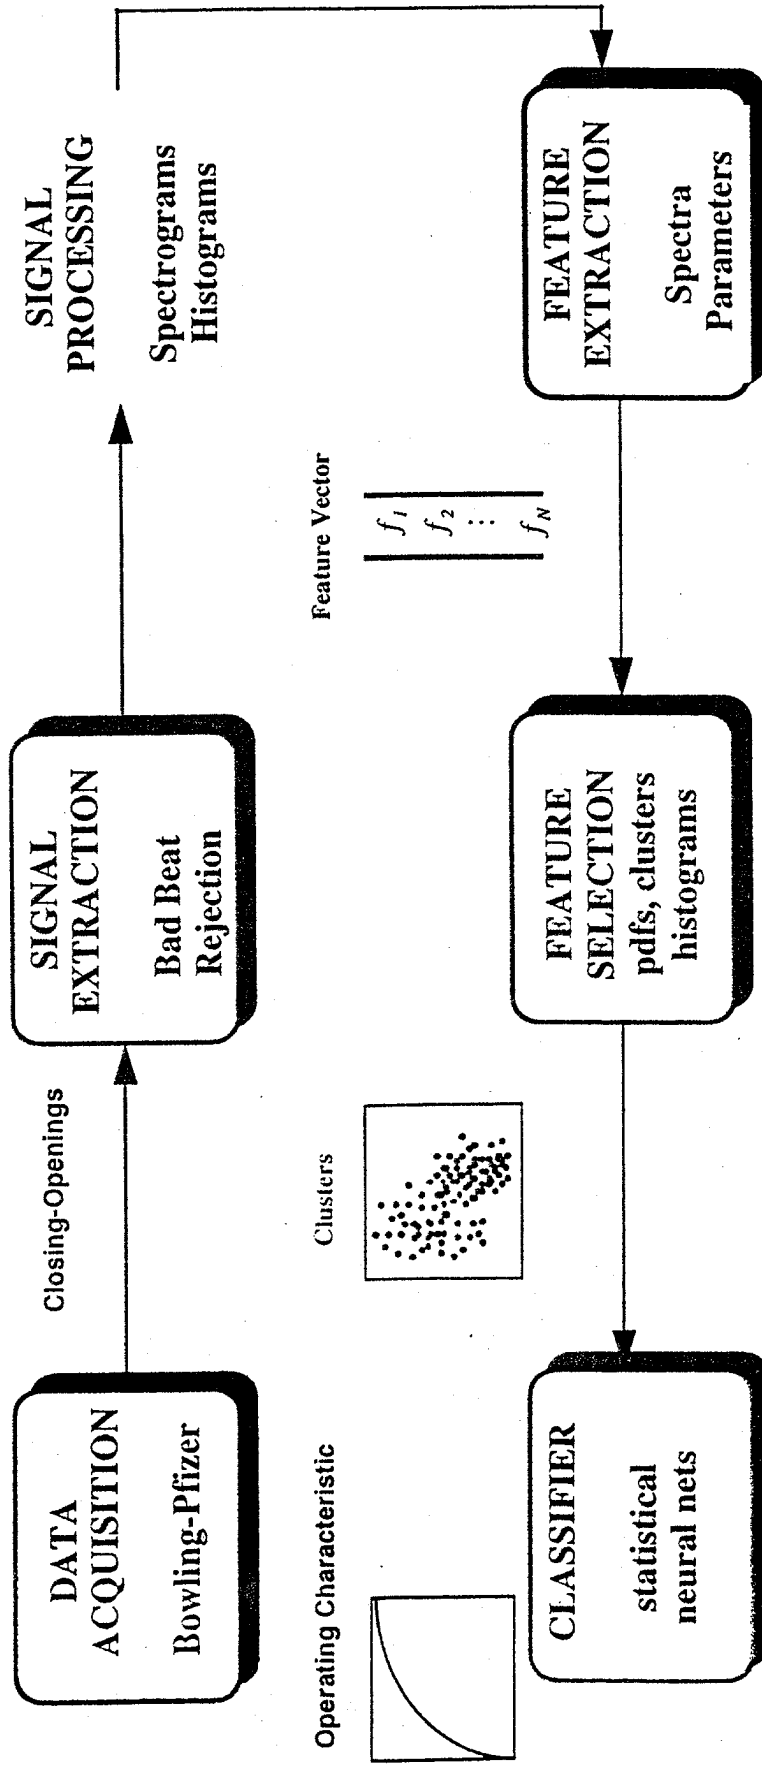 DATA
ACQUISITION
Bowling-Pfizer
Closing-Openings
SIGNAL
EXTRACTION
Bad Beat
Rejection
SIGNAL
PROCESSING
Spectrograms
Histograms
Operating Characteristic
Clusters
Feature Vector
f1
f2
⋮
fN
CLASSIFIER
statistical
neural nets
FEATURE
SELECTION
pdfs, clusters
histograms
FEATURE
EXTRACTION
Spectra
Parameters